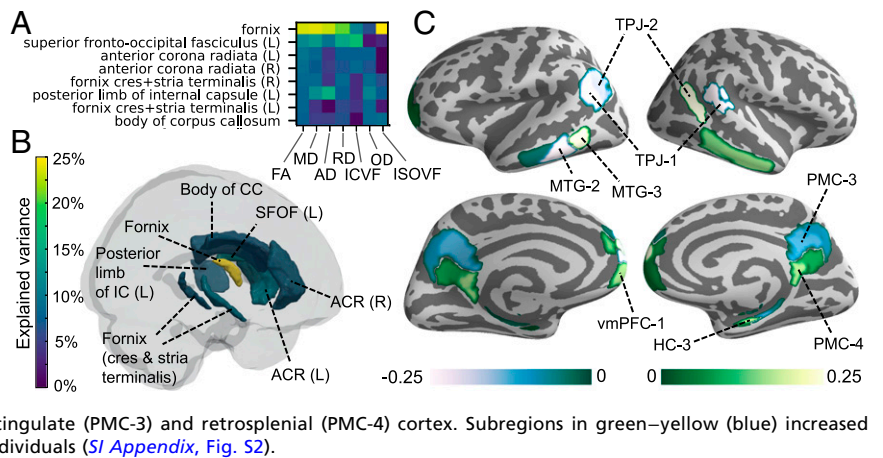 A
fornix
superior fronto-occipital fasciculus (L)
anterior corona radiata (L)
anterior corona radiata (R)
fornix cres+stria terminalis (R)
posterior limb of internal capsule (L)
fornix cres+stria terminalis (L)
body of corpus callosum
FA
MD
AD
RD
ICVF
OD
ISOVF
B
Explained variance
25%
20%
15%
10%
5%
0%
Body of CC
SFOF (L)
Fornix
Posterior
limb
of IC (L)
ACR (R)
Fornix
(cres & stria
terminalis)
ACR (L)
C
TPJ-2
TPJ-1
MTG-2
MTG-3
PMC-3
vmPFC-1
HC-3
PMC-4
-0.25
0
0
0.25
cingulate (PMC-3) and retrosplenial (PMC-4) cortex. Subregions in green–yellow (blue) increased
dividuals (SI Appendix, Fig. S2).